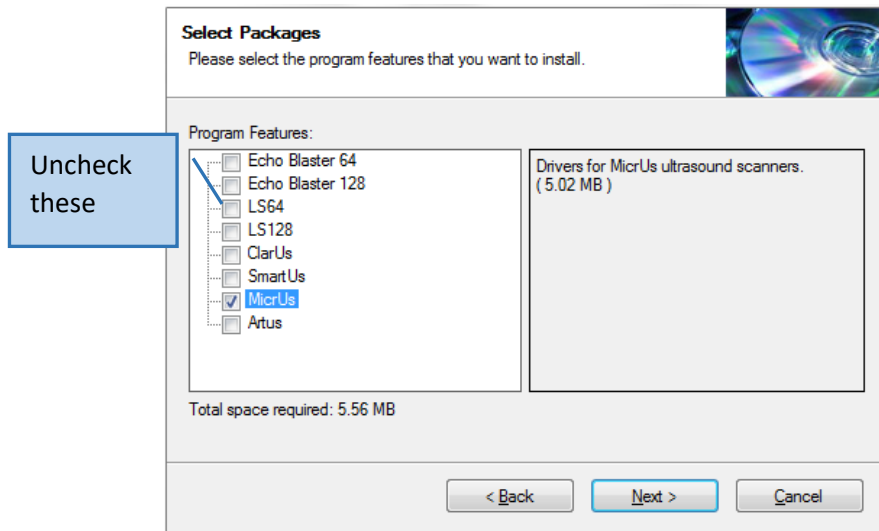 Select Packages
Please select the program features that you want to install.
Program Features:
Uncheck
these
Echo Blaster 64
Echo Blaster 128
LS64
LS128
ClarUs
SmartUs
MicrUs
Artus
Drivers for MicrUs ultrasound scanners.
( 5.02 MB )
Total space required: 5.56 MB
< Back
Next >
Cancel